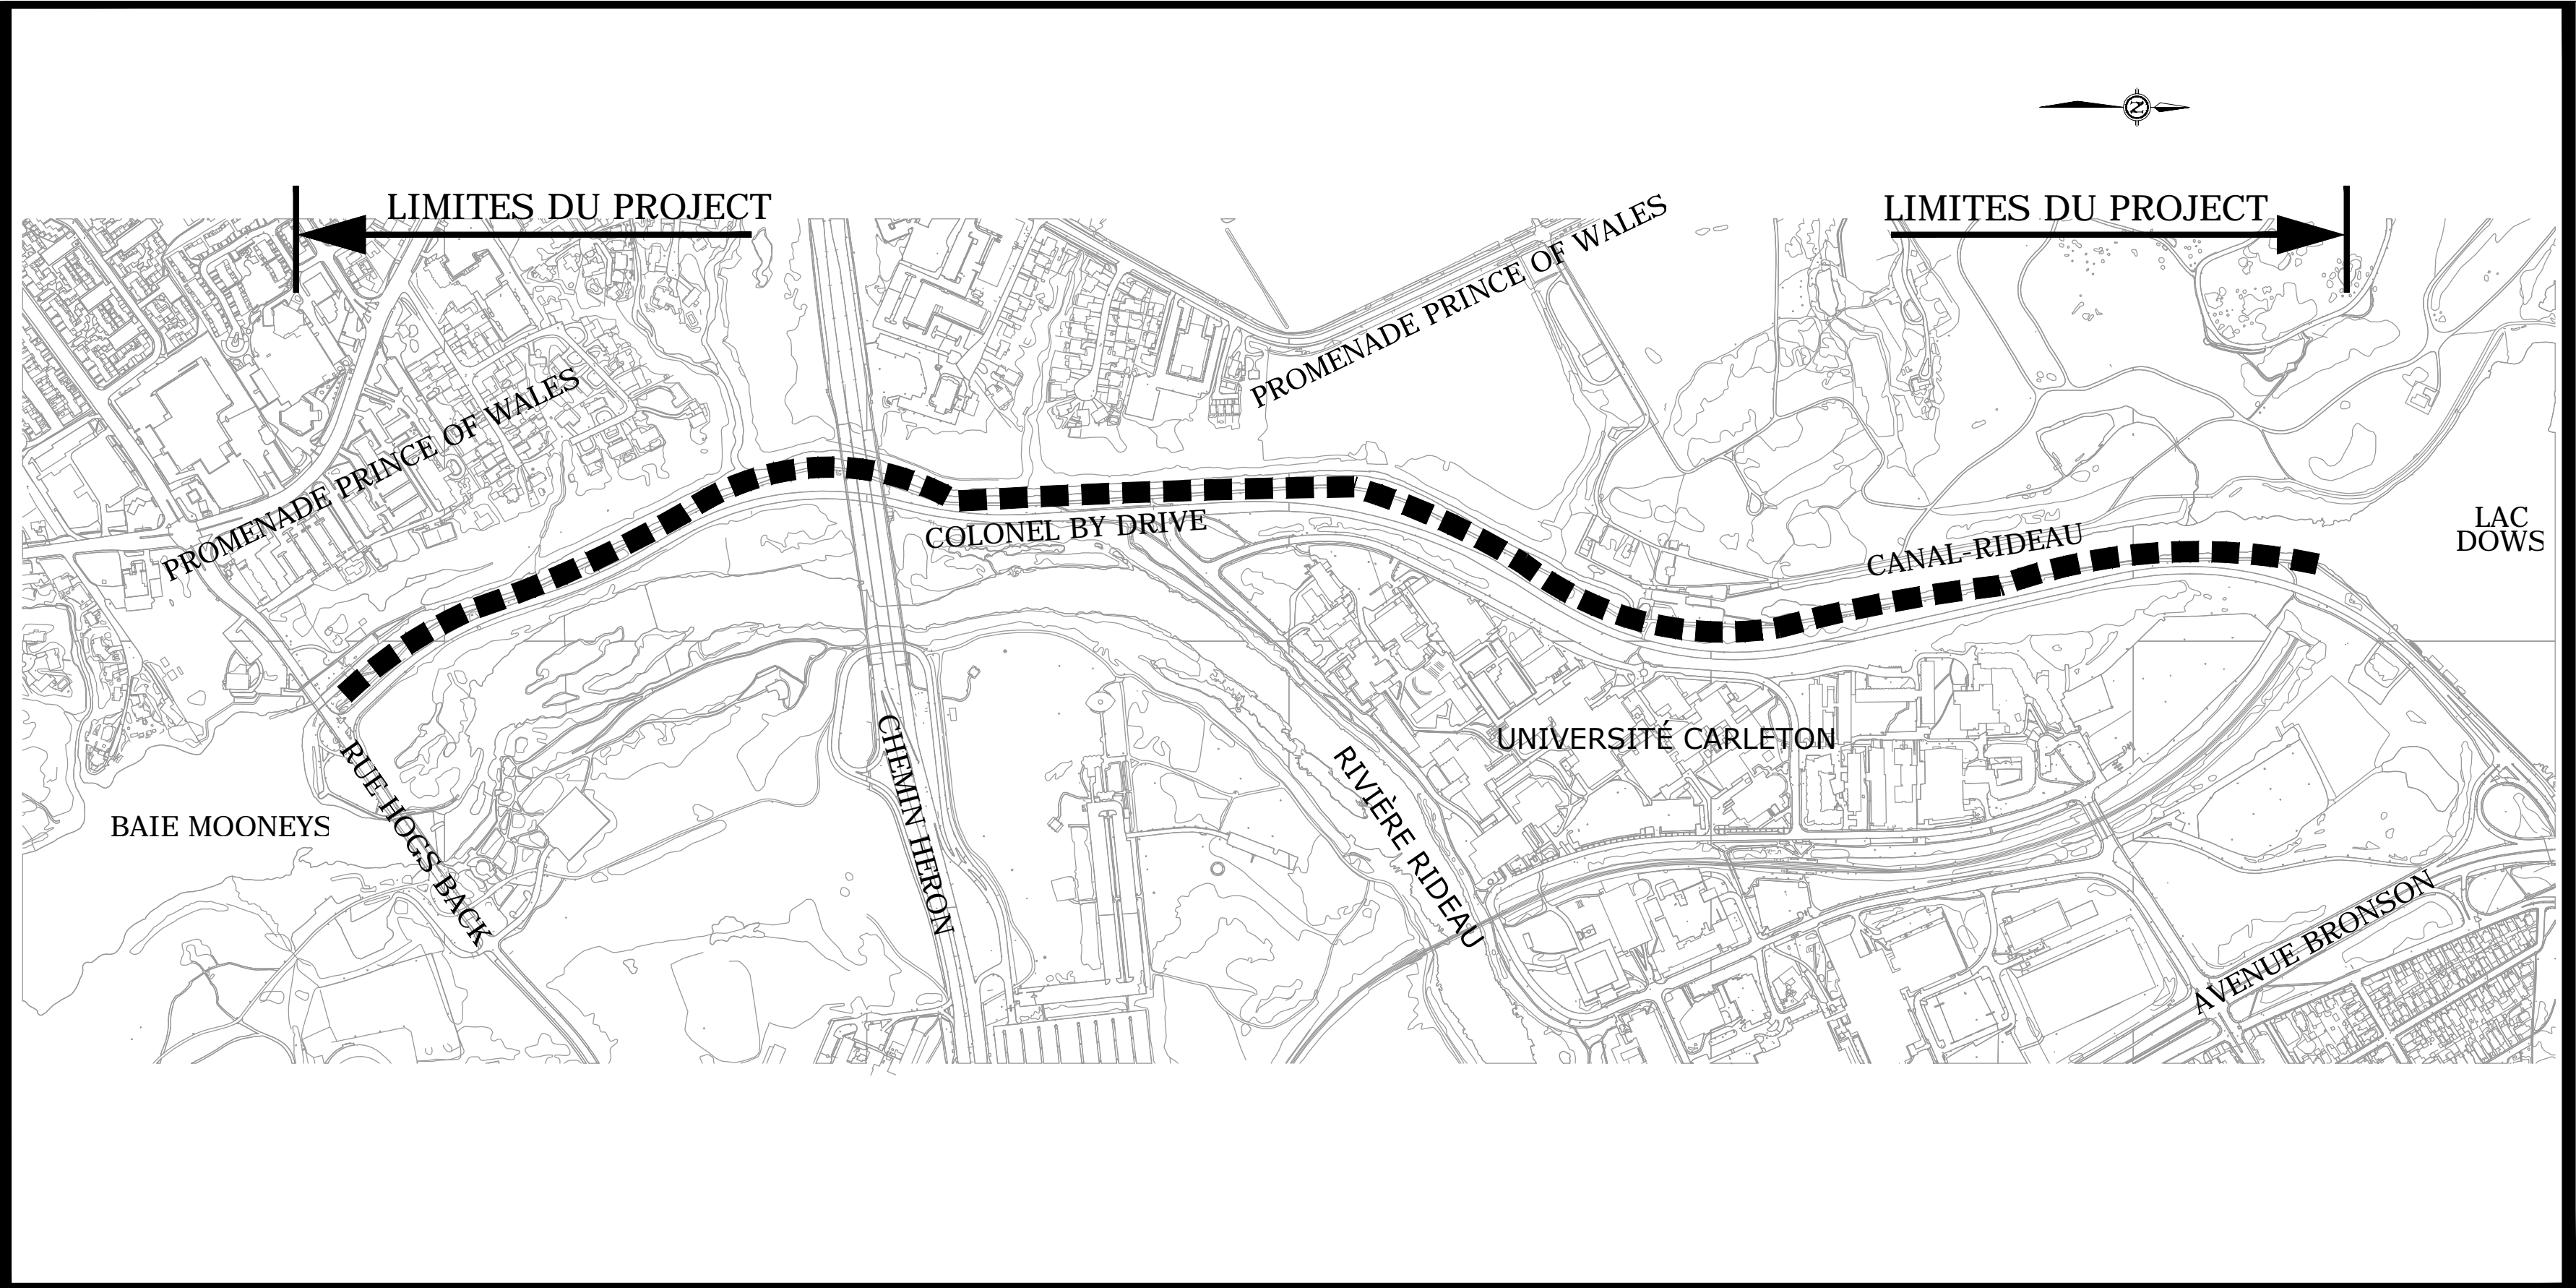 Z
LIMITES DU PROJECT
LIMITES DU PROJECT
PROMENADE PRINCE OF WALES
PROMENADE PRINCE OF WALES
COLONEL BY DRIVE
CANAL-RIDEAU
LAC
DOWS
UNIVERSITÉ CARLETON
BAIE MOONEYS
RUE HOGS BACK
CHEMIN HERON
RIVIÈRE RIDEAU
AVENUE BRONSON